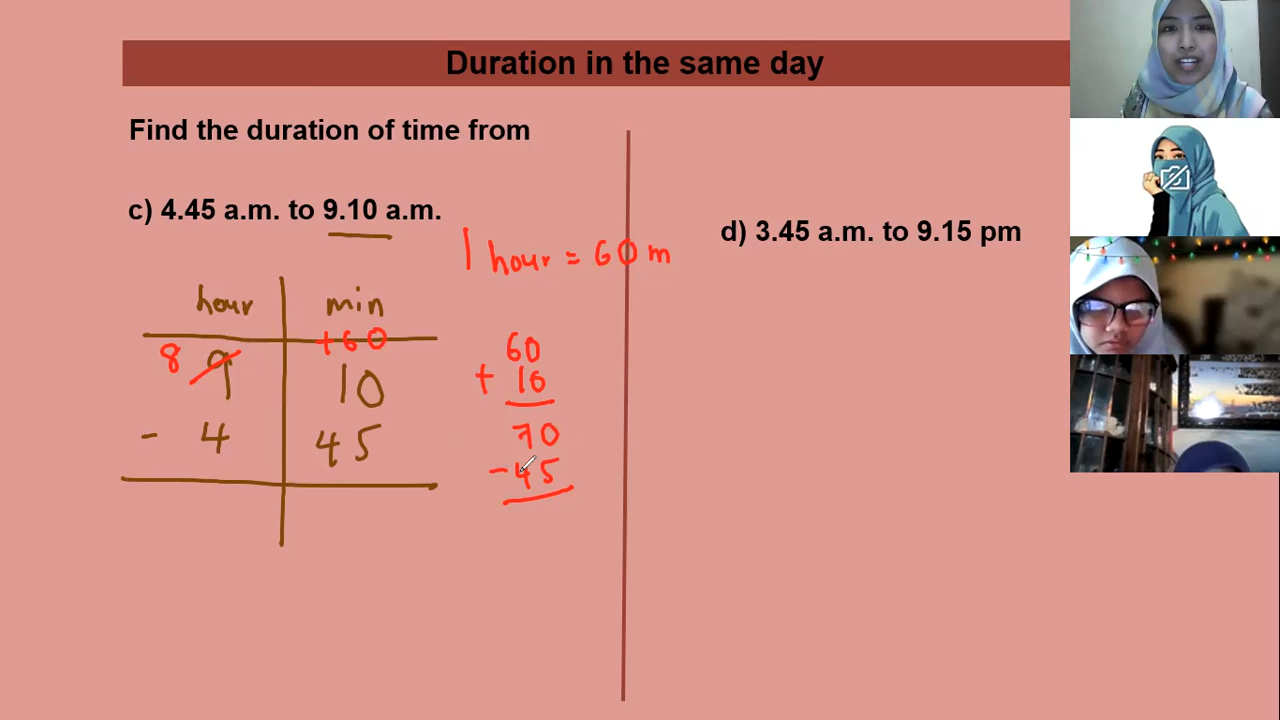 Duration in the same day
Find the duration of time from
c) 4.45 a.m. to 9.10 a.m.
1 hour = 60 m
hour min
+60
8 9 10
- 4 45
60
+ 10
70
- 45
d) 3.45 a.m. to 9.15 pm